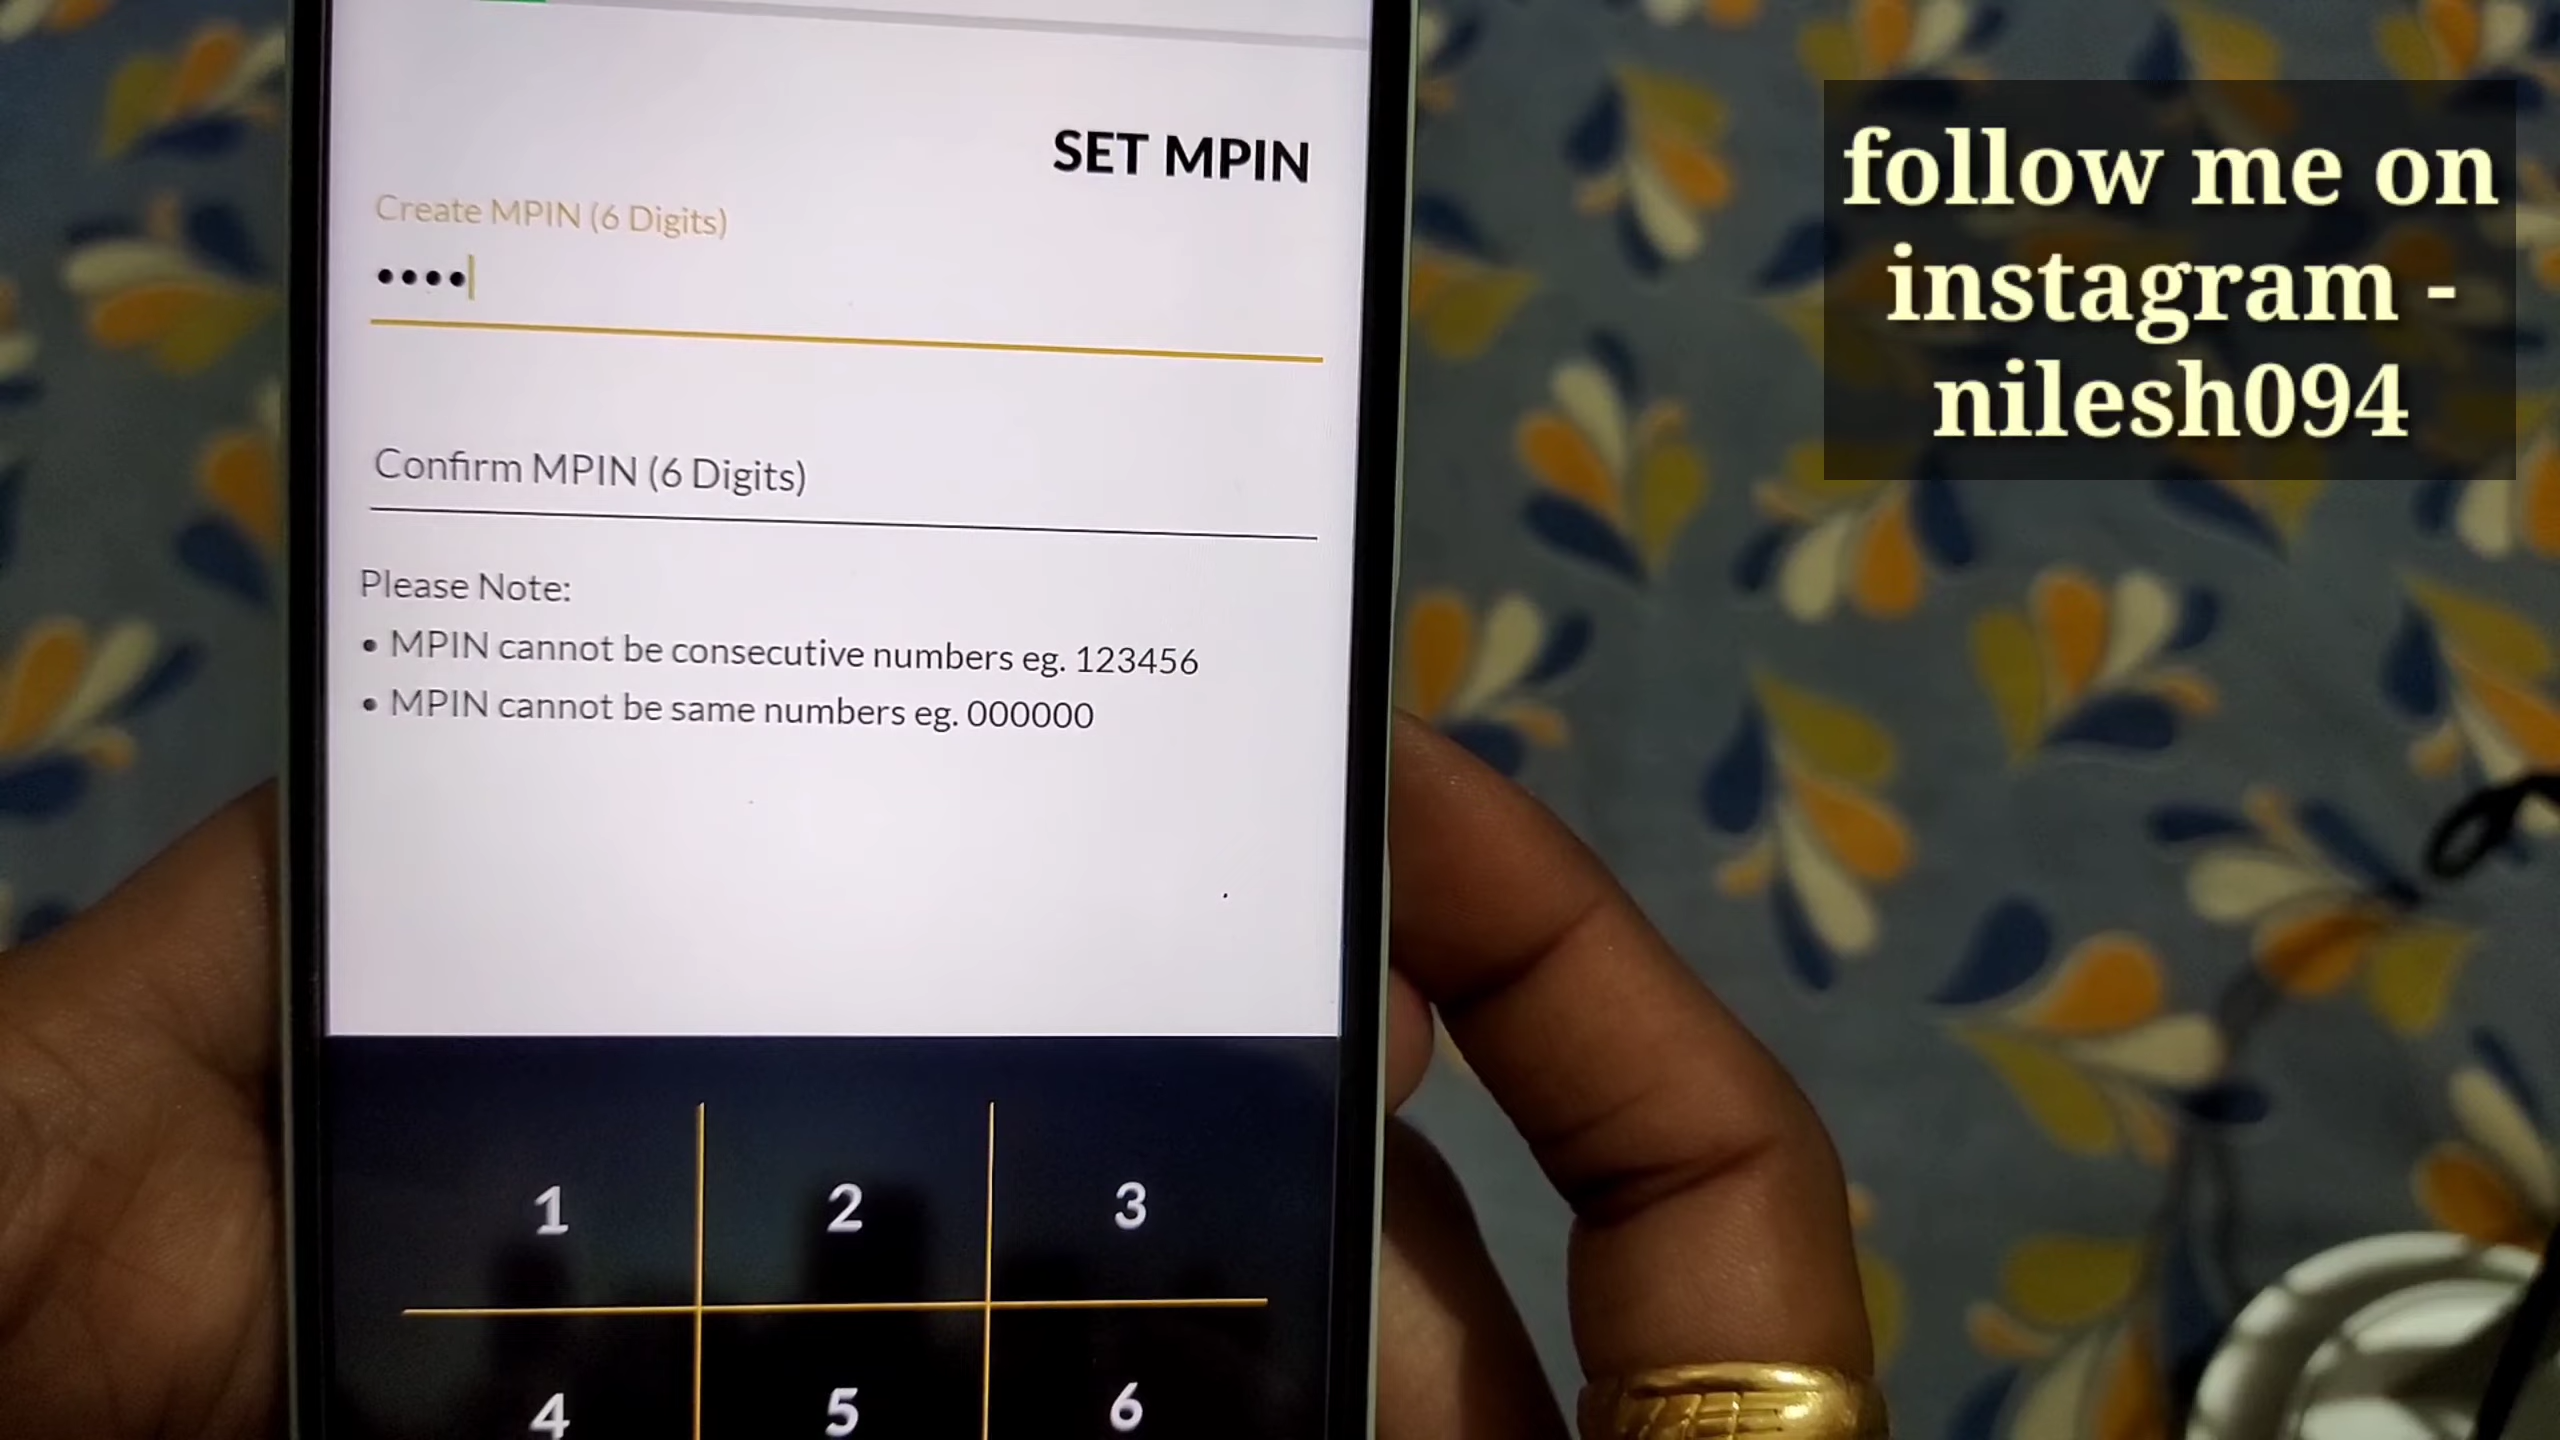 SET MPIN
Create MPIN (6 Digits)
••••
Confirm MPIN (6 Digits)
Please Note:
• MPIN cannot be consecutive numbers eg. 123456
• MPIN cannot be same numbers eg. 000000
1 2 3
4 5 6
follow me on
instagram -
nilesh094